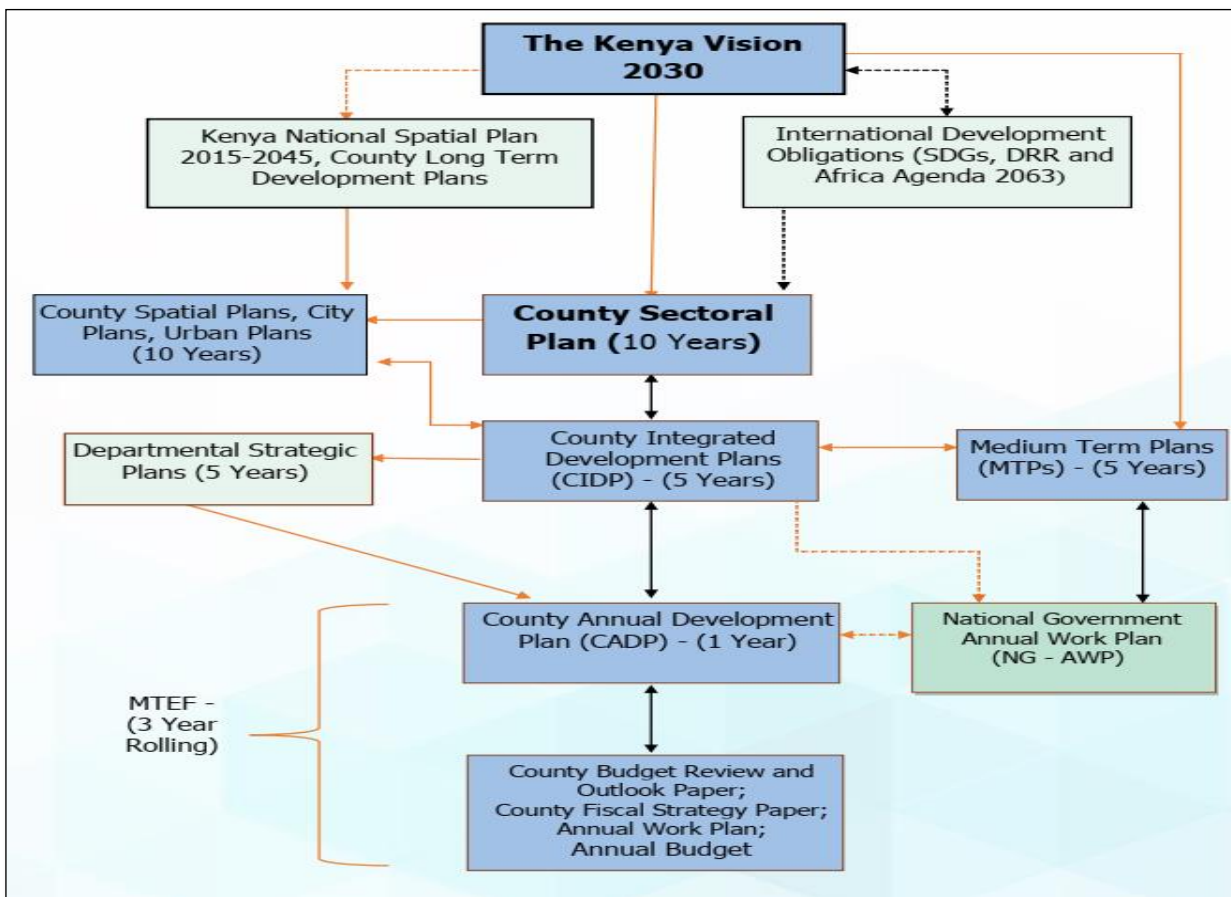 The Kenya Vision
2030
Kenya National Spatial Plan
2015-2045, County Long Term
Development Plans
International Development
Obligations (SDGs, DRR and
Africa Agenda 2063)
County Spatial Plans, City
Plans, Urban Plans
(10 Years)
County Sectoral
Plan (10 Years)
Departmental Strategic
Plans (5 Years)
County Integrated
Development Plans
(CIDP) - (5 Years)
Medium Term Plans
(MTPs) - (5 Years)
County Annual Development
Plan (CADP) - (1 Year)
National Government
Annual Work Plan
(NG - AWP)
MTEF -
(3 Year
Rolling)
County Budget Review and
Outlook Paper;
County Fiscal Strategy Paper;
Annual Work Plan;
Annual Budget